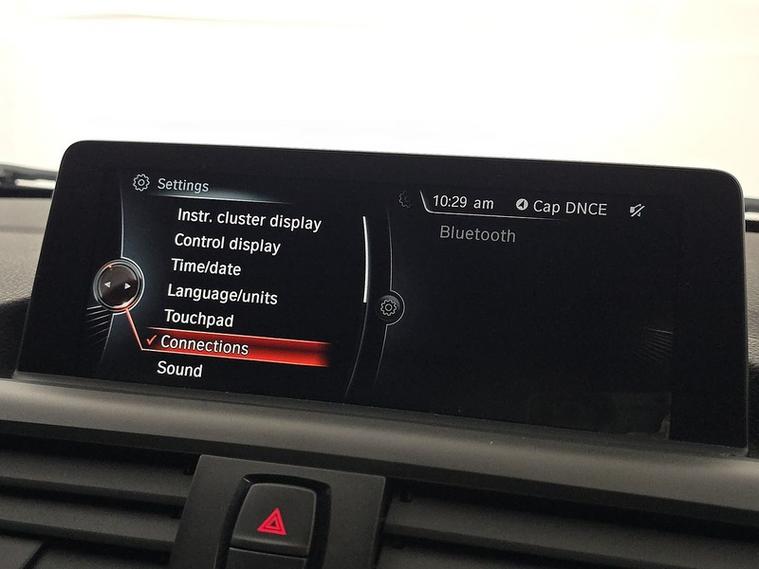 Settings
10:29 am Cap DNCE
Instr. cluster display
Control display
Time/date
Language/units
Touchpad
Connections
Sound
Bluetooth